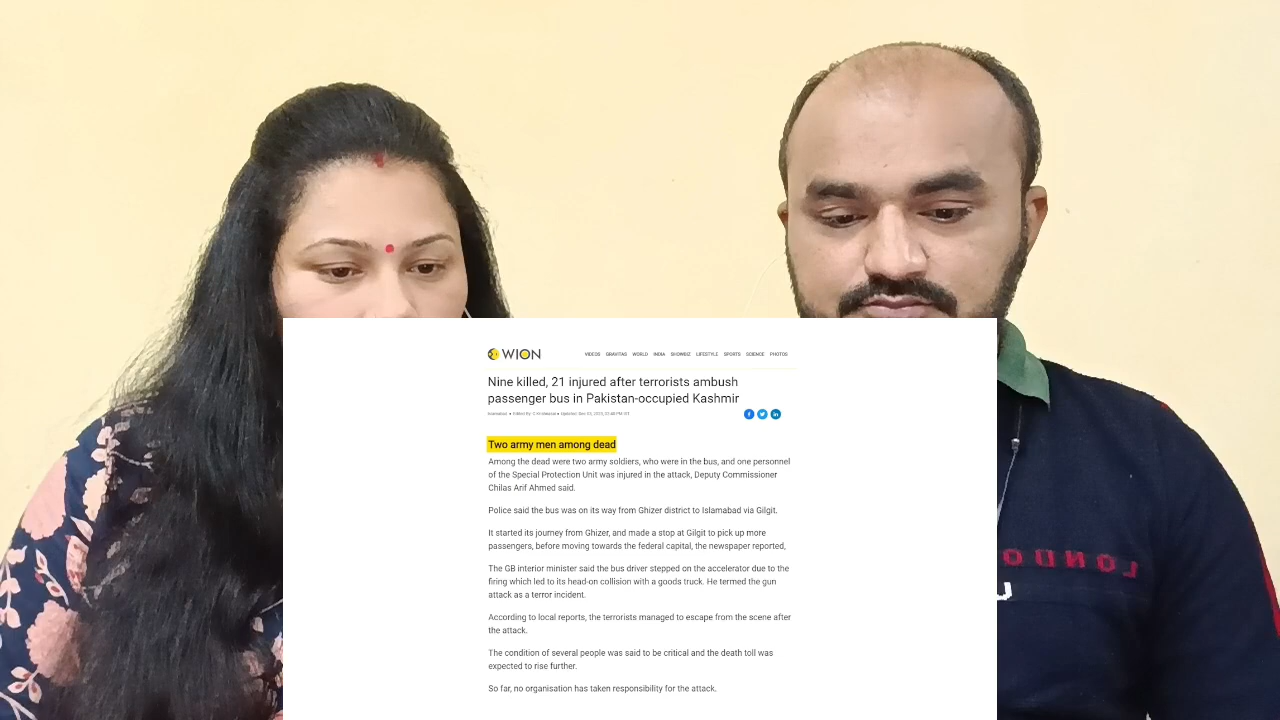 WION
VIDEOS GRAVITAS WORLD INDIA SHOWBIZ LIFESTYLE SPORTS SCIENCE PHOTOS
Nine killed, 21 injured after terrorists ambush
passenger bus in Pakistan-occupied Kashmir
Two army men among dead
Among the dead were two army soldiers, who were in the bus, and one personnel
of the Special Protection Unit was injured in the attack, Deputy Commissioner
Chilas Arif Ahmed said.
Police said the bus was on its way from Ghizer district to Islamabad via Gilgit.
It started its journey from Ghizer, and made a stop at Gilgit to pick up more
passengers, before moving towards the federal capital, the newspaper reported,
The GB interior minister said the bus driver stepped on the accelerator due to the
firing which led to its head-on collision with a goods truck. He termed the gun
attack as a terror incident.
According to local reports, the terrorists managed to escape from the scene after
the attack.
The condition of several people was said to be critical and the death toll was
expected to rise further.
So far, no organisation has taken responsibility for the attack.
LONDO